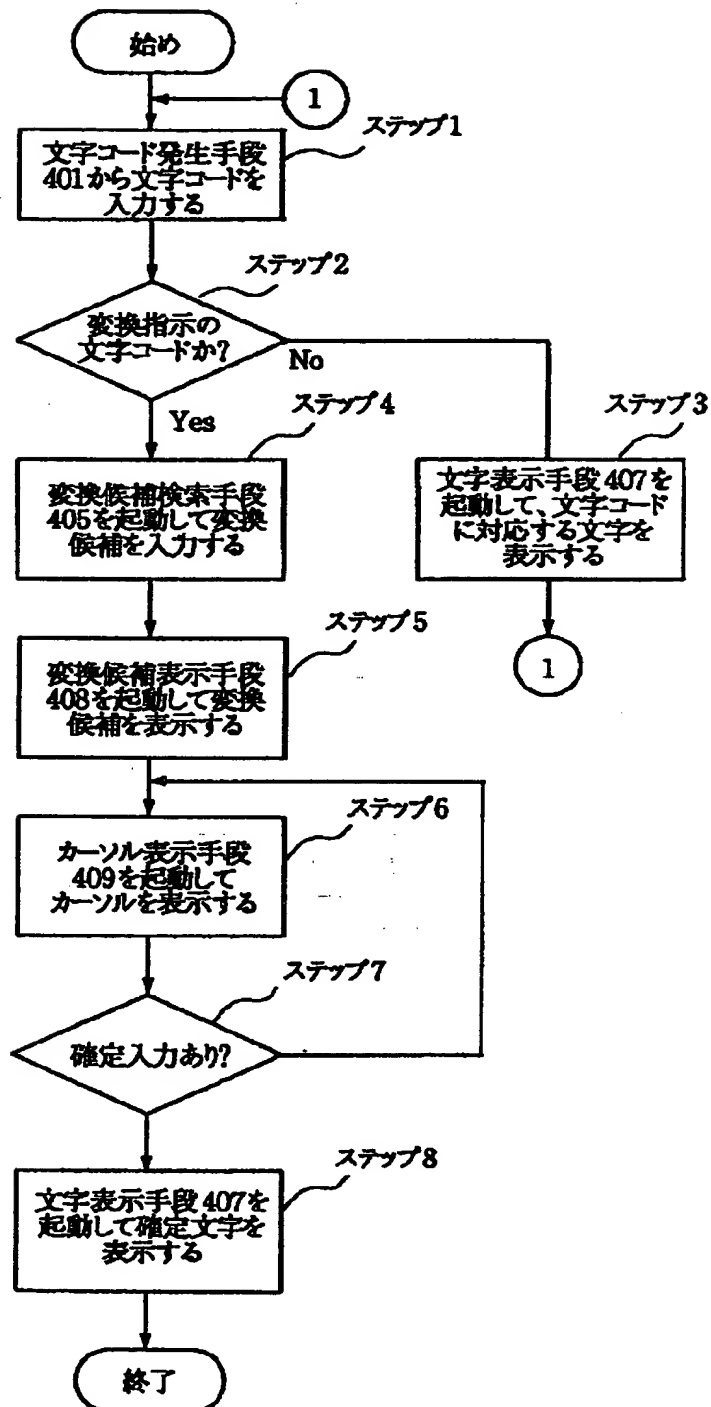 始め
1
ステップ1
文字コード発生手段
401から文字コードを
入力する
ステップ2
変換指示の
文字コードか?
No
Yes
ステップ4
ステップ3
変換候補検索手段
405を起動して変換
候補を入力する
文字表示手段407を
起動して、文字コード
に対応する文字を
表示する
1
ステップ5
変換候補表示手段
408を起動して変換
候補を表示する
ステップ6
カーソル表示手段
409を起動して
カーソルを表示する
ステップ7
確定入力あり?
ステップ8
文字表示手段407を
起動して確定文字を
表示する
終了